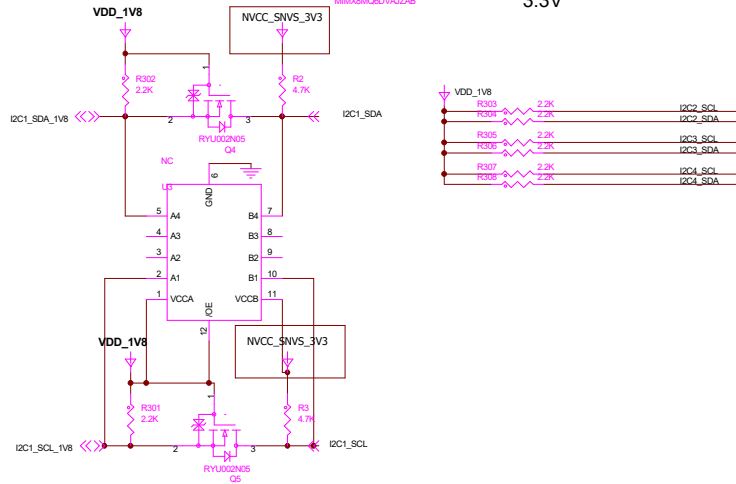 MIMX8MQ6DVAJZAB
3.3V
VDD_1V8
NVCC_SNVS_3V3
1
R302
2.2K
R2
4.7K
VDD_1V8
R303 2.2K I2C2_SCL
R304 2.2K I2C2_SDA
I2C1_SDA_1V8
2
3
I2C1_SDA
RYU002N05
Q4
R305 2.2K I2C3_SCL
R306 2.2K I2C3_SDA
NC
R307 2.2K I2C4_SCL
R308 2.2K I2C4_SDA
6
U3
GND
5 A4 B4 7
4 A3 B3 8
3 A2 B2 9
2 A1 B1 10
1 VCCA VCCB 11
/OE
12
VDD_1V8
NVCC_SNVS_3V3
1
R301
2.2K
R3
4.7K
I2C1_SCL_1V8
2
3
I2C1_SCL
RYU002N05
Q5